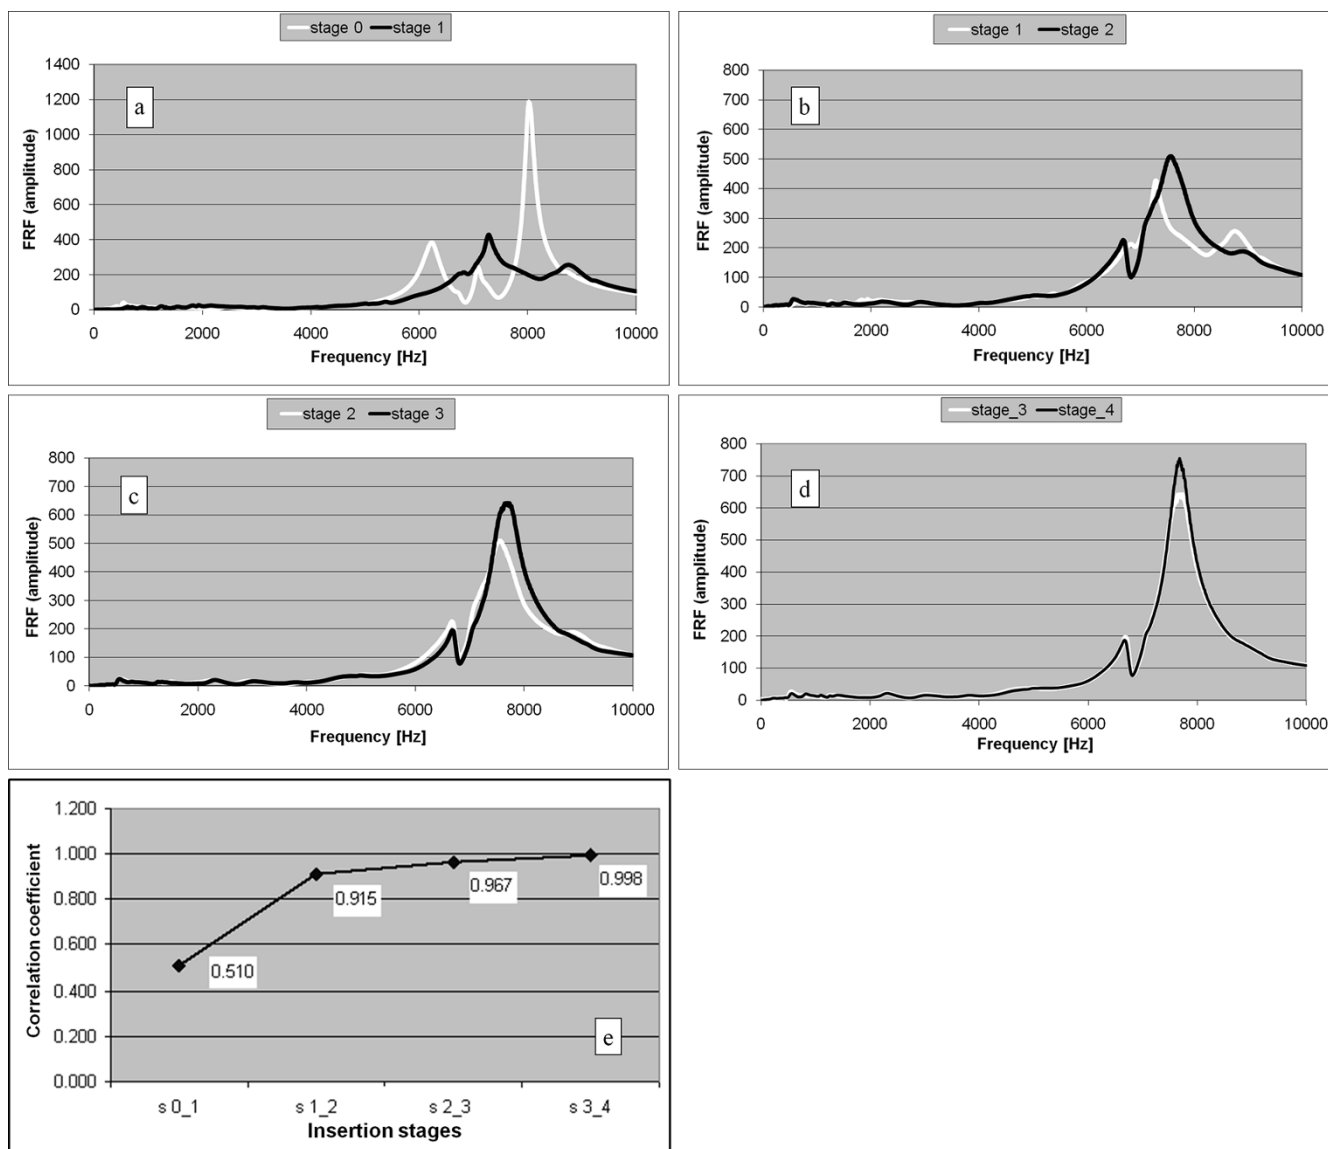 stage 0 stage 1
a
FRF (amplitude)
1400
1200
1000
800
600
400
200
0
0 2000 4000 6000 8000 10000
Frequency [Hz]
stage 1 stage 2
b
FRF (amplitude)
800
700
600
500
400
300
200
100
0
0 2000 4000 6000 8000 10000
Frequency [Hz]
stage 2 stage 3
c
FRF (amplitude)
800
700
600
500
400
300
200
100
0
0 2000 4000 6000 8000 10000
Frequency [Hz]
stage_3 stage_4
d
FRF (amplitude)
800
700
600
500
400
300
200
100
0
0 2000 4000 6000 8000 10000
Frequency [Hz]
Correlation coefficient
1.200
1.000
0.800
0.600
0.400
0.200
0.000
0.510
0.915
0.967
0.998
e
s 0_1 s 1_2 s 2_3 s 3_4
Insertion stages